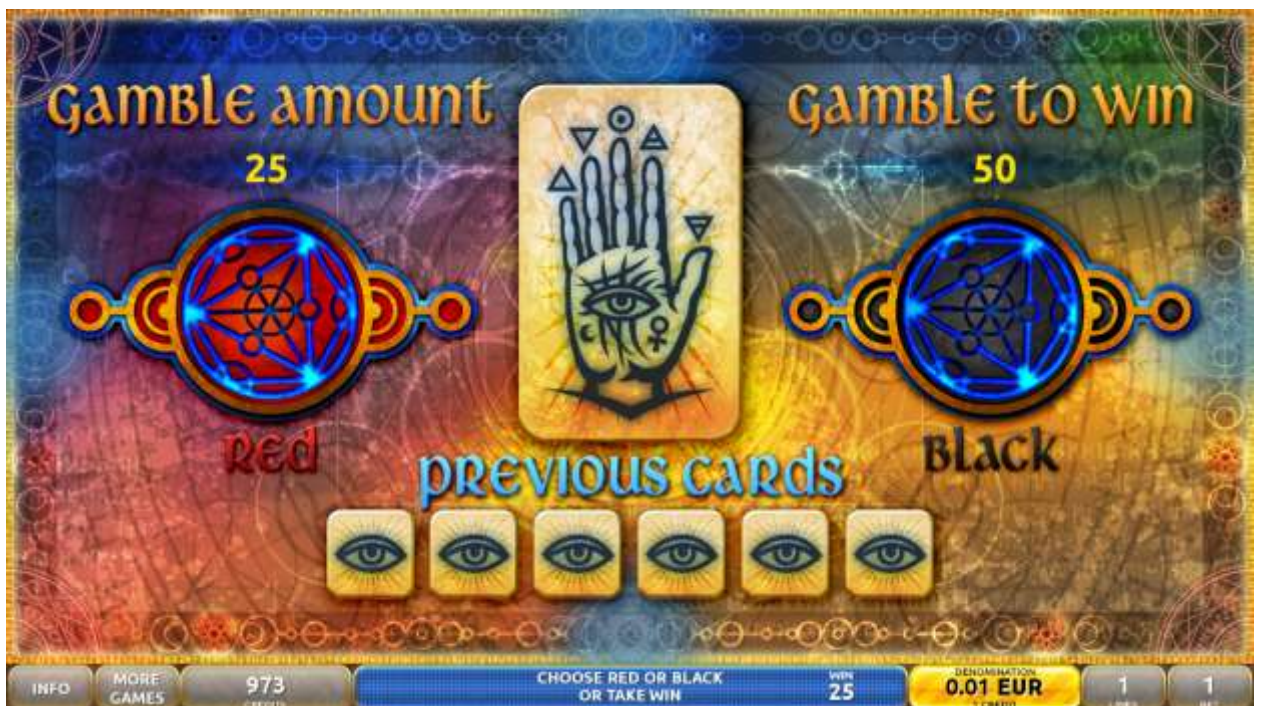 GAMBLE AMOUNT
GAMBLE TO WIN
25
50
RED
BLACK
PREVIOUS CARDS
INFO
MORE
GAMES
973
CHOOSE RED OR BLACK
OR TAKE WIN
WIN
25
DENOMINATION
0.01 EUR
1
1